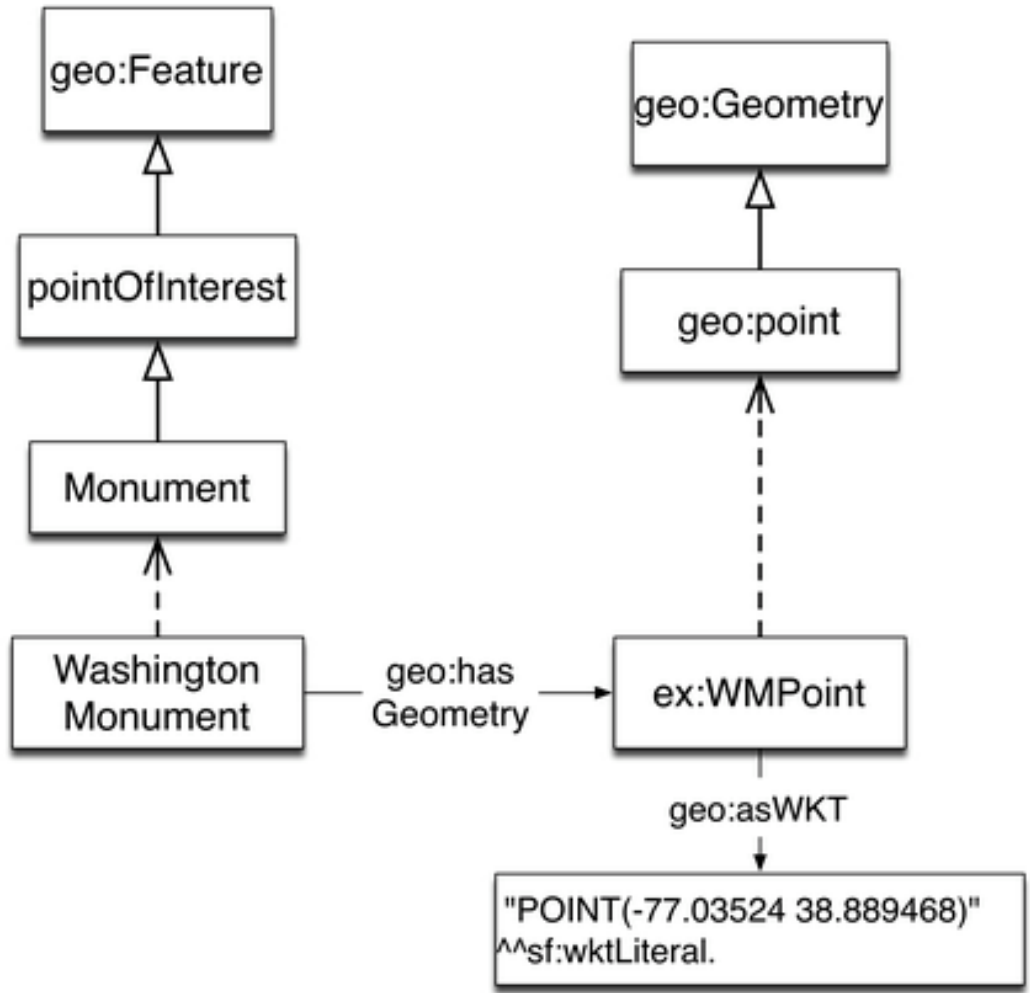 geo:Feature
geo:Geometry
pointOfInterest
geo:point
Monument
Washington
Monument
geo:has
Geometry
ex:WMPoint
geo:asWKT
"POINT(-77.03524 38.889468)"
^^sf:wktLiteral.